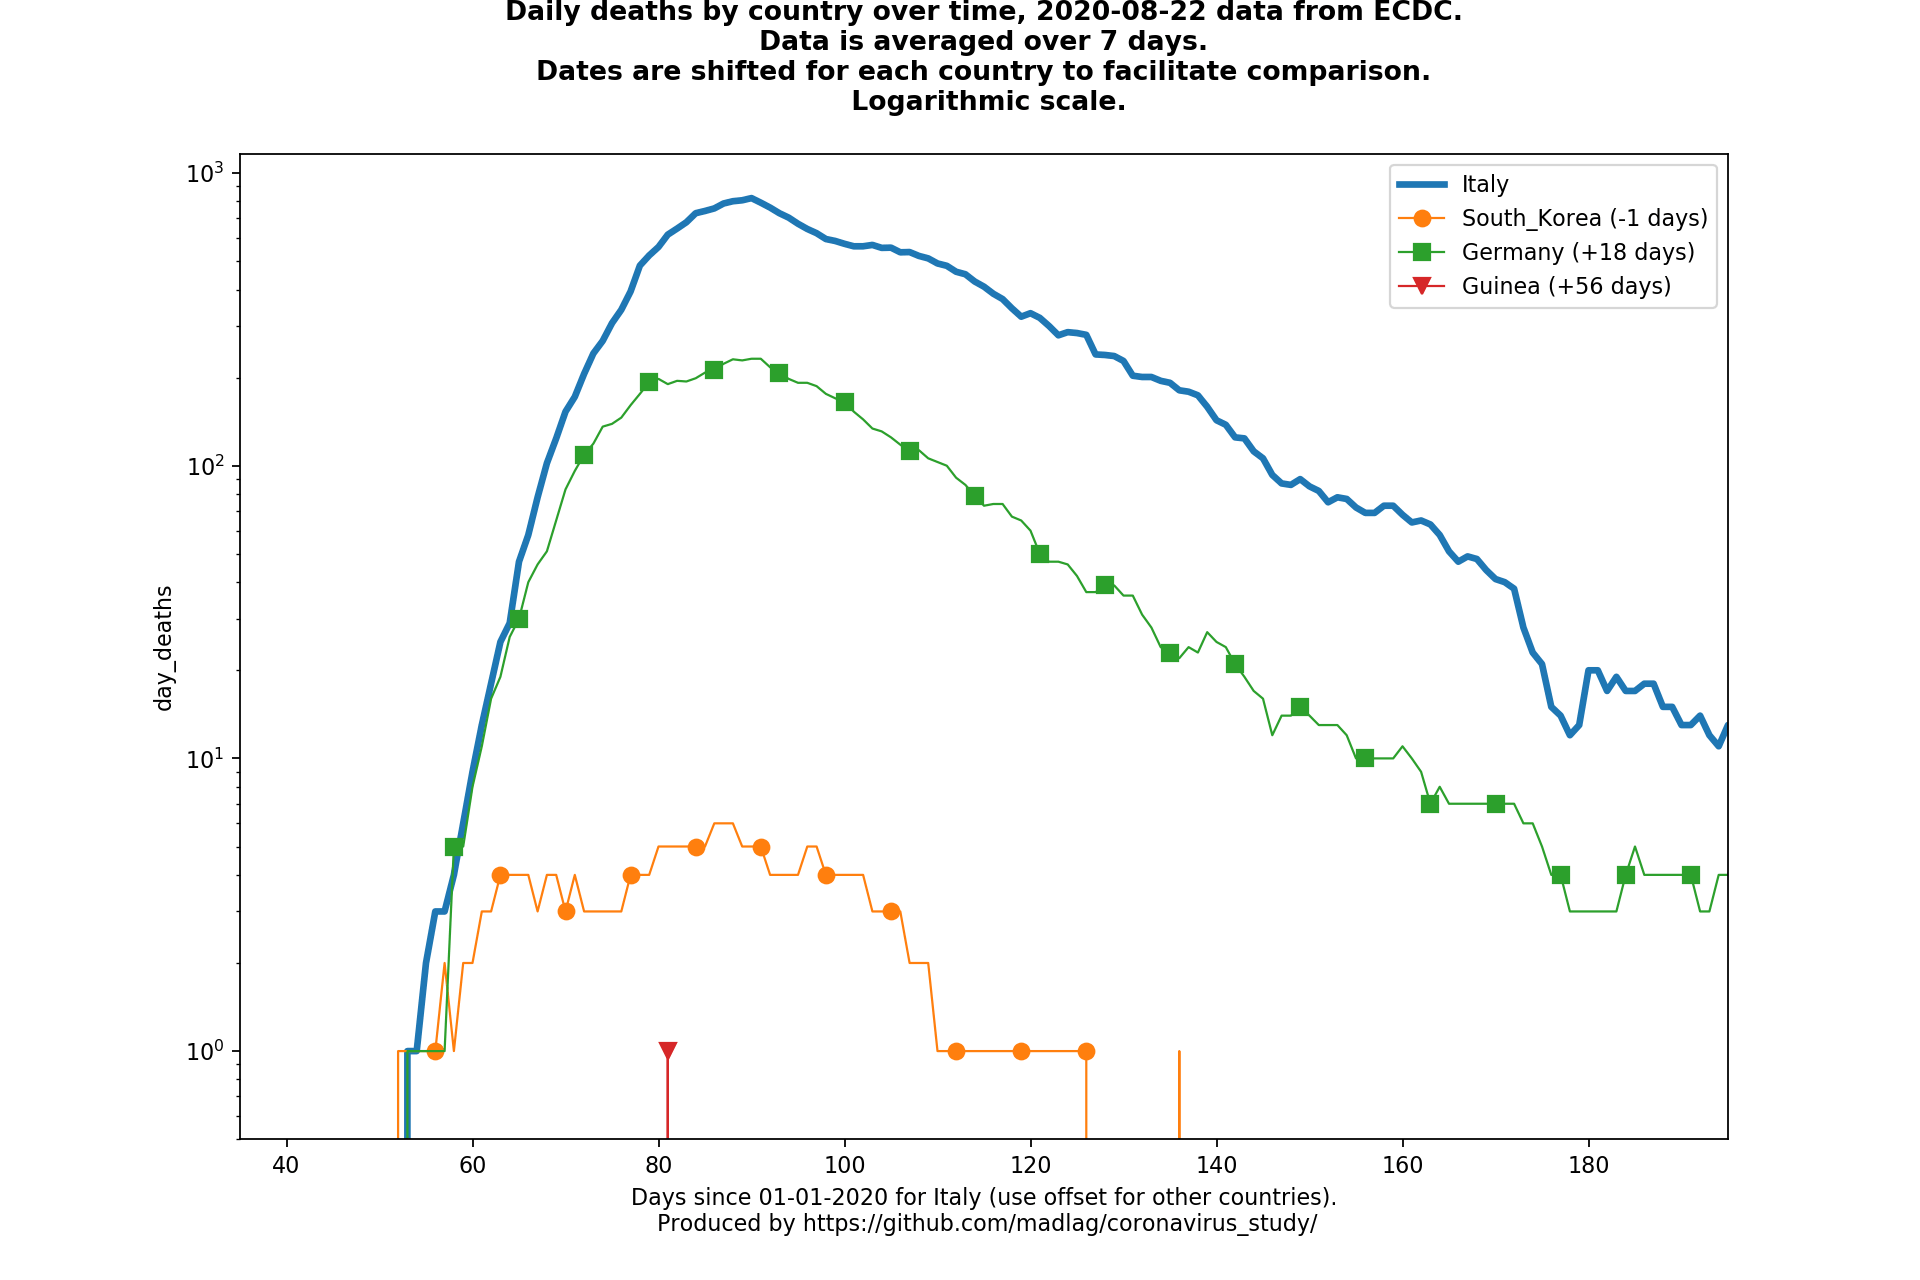 Daily deaths by country over time, 2020-08-22 data from ECDC.
Data is averaged over 7 days.
Dates are shifted for each country to facilitate comparison.
Logarithmic scale.
10³
10²
10¹
10⁰
day_deaths
Italy
South_Korea (-1 days)
Germany (+18 days)
Guinea (+56 days)
40 60 80 100 120 140 160 180
Days since 01-01-2020 for Italy (use offset for other countries).
Produced by https://github.com/madlag/coronavirus_study/